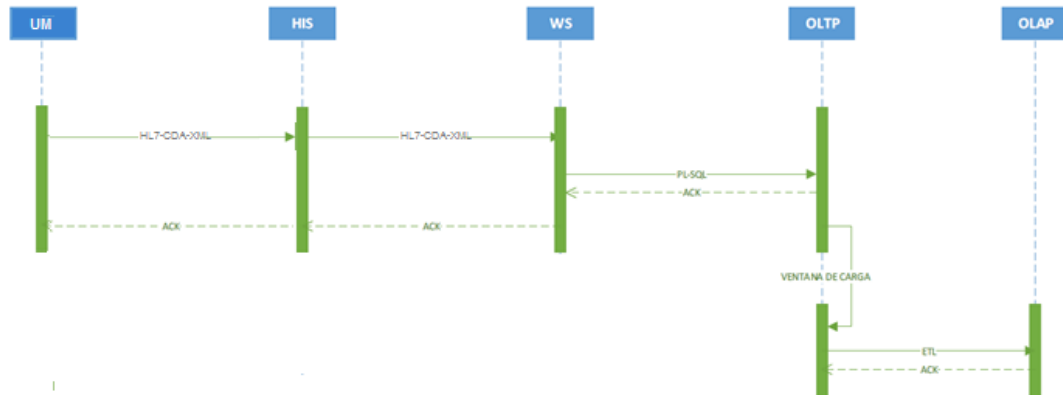 UM HIS WS OLTP OLAP
HL7-CDA-XML HL7-CDA-XML
PL-SQL
ACK
ACK ACK
VENTANA DE CARGA
ETL
ACK